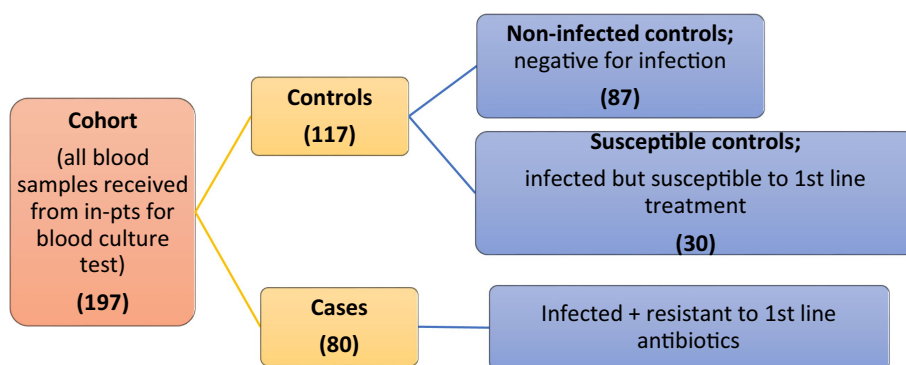 Cohort
(all blood
samples received
from in-pts for
blood culture
test)
(197)
Controls
(117)
Non-infected controls;
negative for infection
(87)
Susceptible controls;
infected but susceptible to 1st line
treatment
(30)
Cases
(80)
Infected + resistant to 1st line
antibiotics